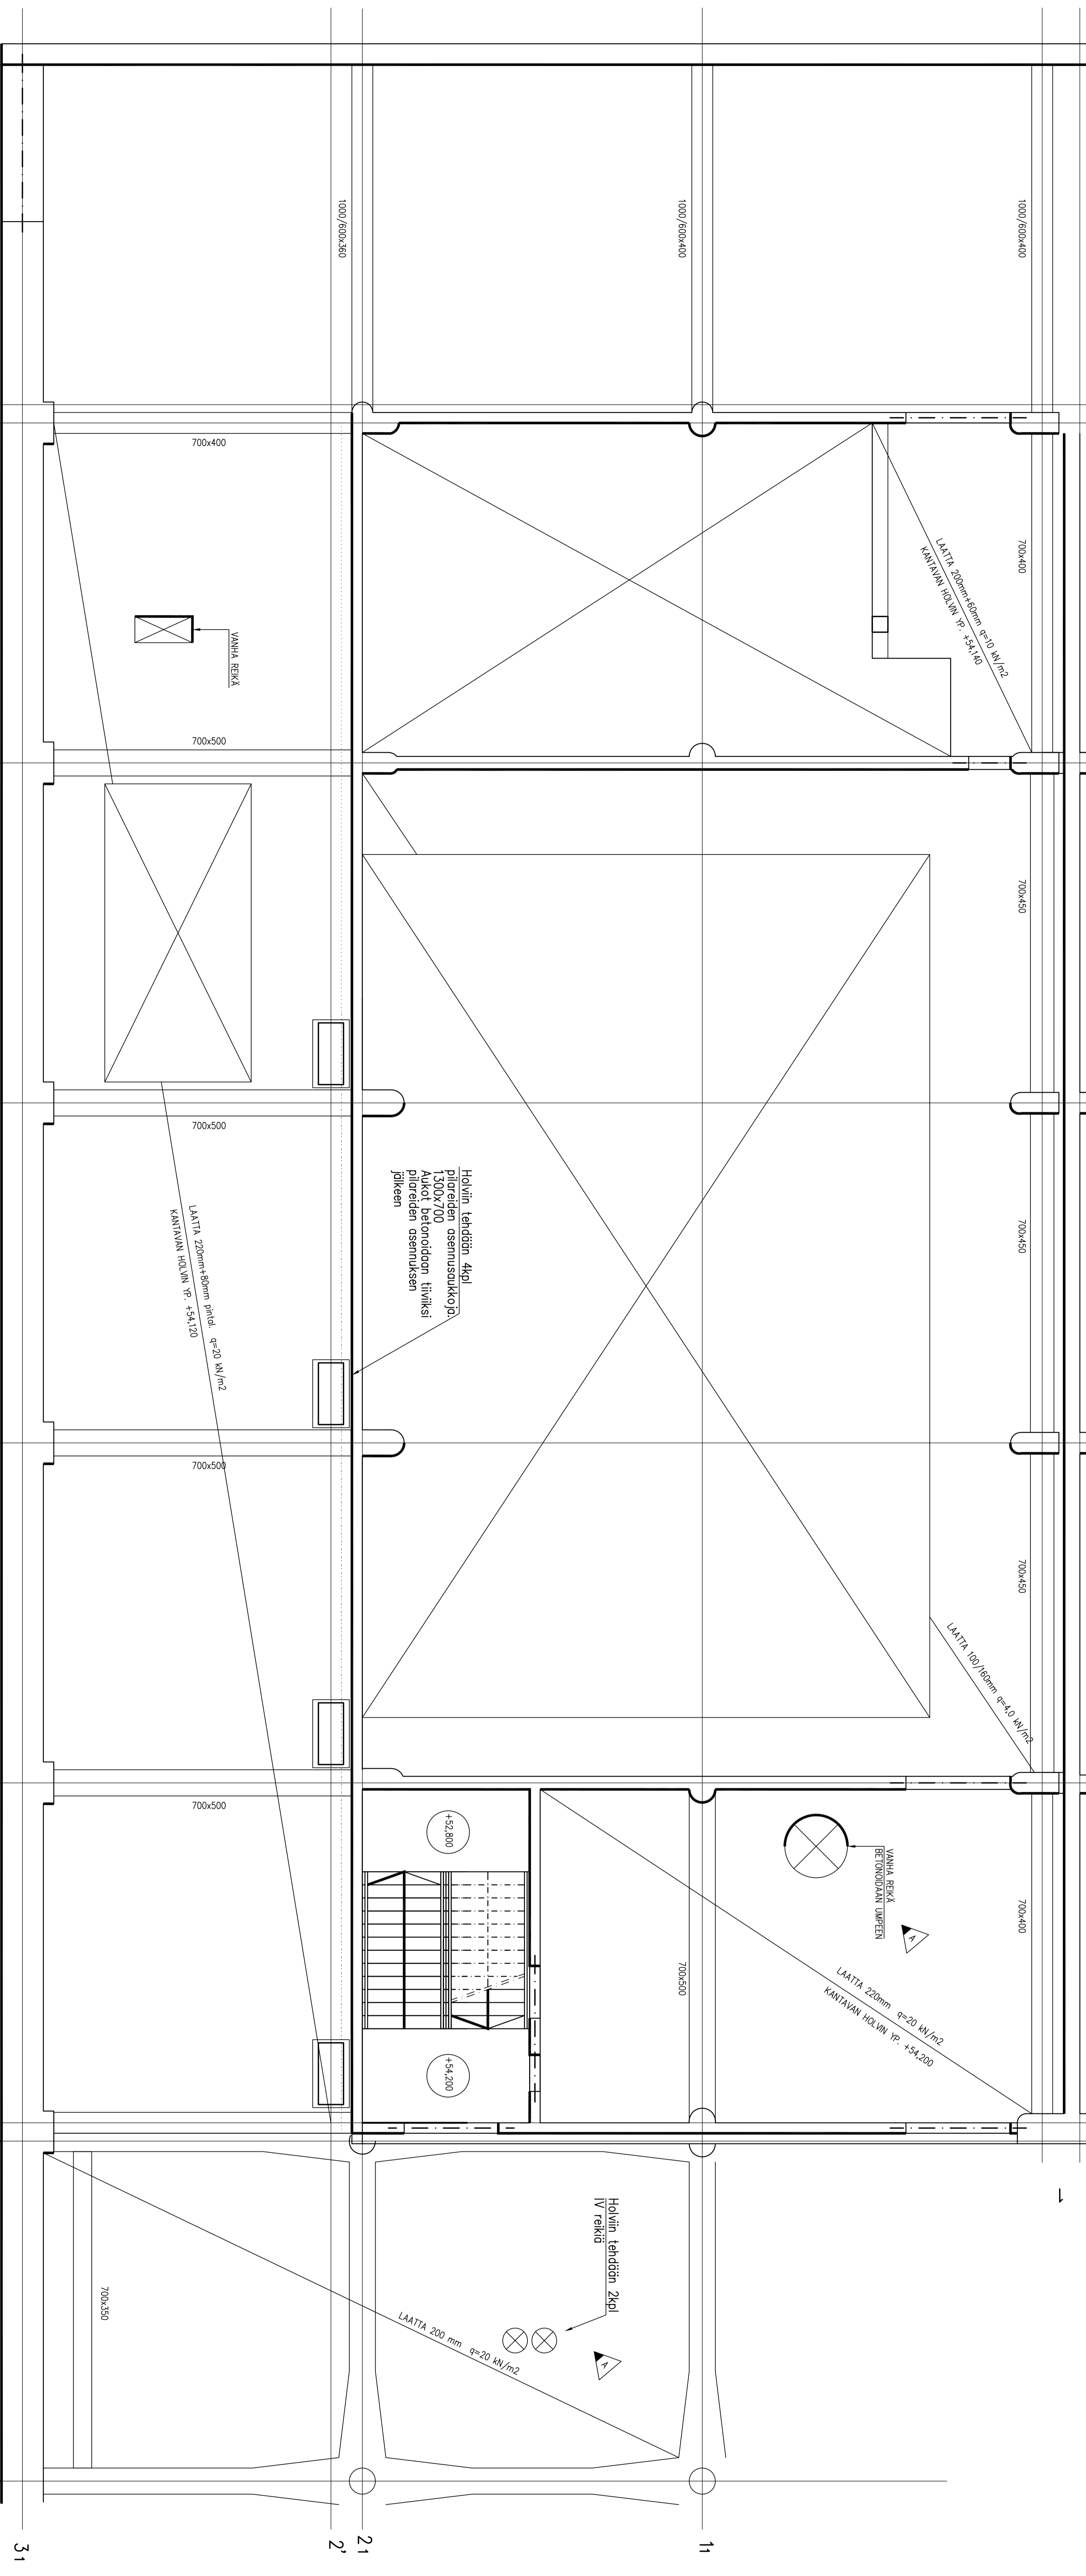 1000/600x360
1000/600x400
1000/600x400
700x400
700x400
LAATTA 200mm+60mm q=10 kN/m2
KANTAVAN HOLVIN YP. +54,140
VANHA REIKÄ
700x500
700x450
700x500
Holviin tehdään 4kpl
pilareiden asennusaukkoja.
1300x700
Aukot betonoidaan tiiviiksi
pilareiden asennuksen
jälkeen
LAATTA 220mm+80mm pintal. q=20 kN/m2
KANTAVAN HOLVIN YP. +54,120
700x450
700x500
700x450
LAATTA 100/160mm q=4,0 kN/m2
700x500
+52,800
VANHA REIKÄ
BETONOIDAAN UMPEEN
A
700x400
700x500
LAATTA 220mm q=20 kN/m2
KANTAVAN HOLVIN YP. +54,200
+54,200
1
Holviin tehdään 2kpl
IV reikiä
A
700x350
LAATTA 200 mm q=20 kN/m2
3 1
2'
2 1
11